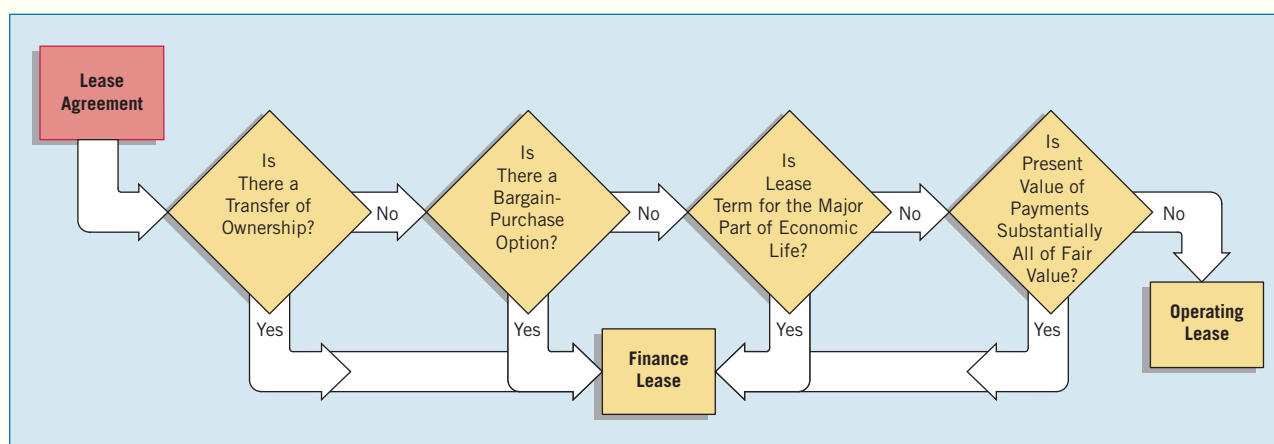 Lease
Agreement
Is
There a
Transfer of
Ownership?
No
Is
There a
Bargain-
Purchase
Option?
No
Is
Lease
Term for the Major
Part of Economic
Life?
No
Is
Present
Value of
Payments
Substantially
All of Fair
Value?
No
Yes
Yes
Yes
Yes
Finance
Lease
Operating
Lease